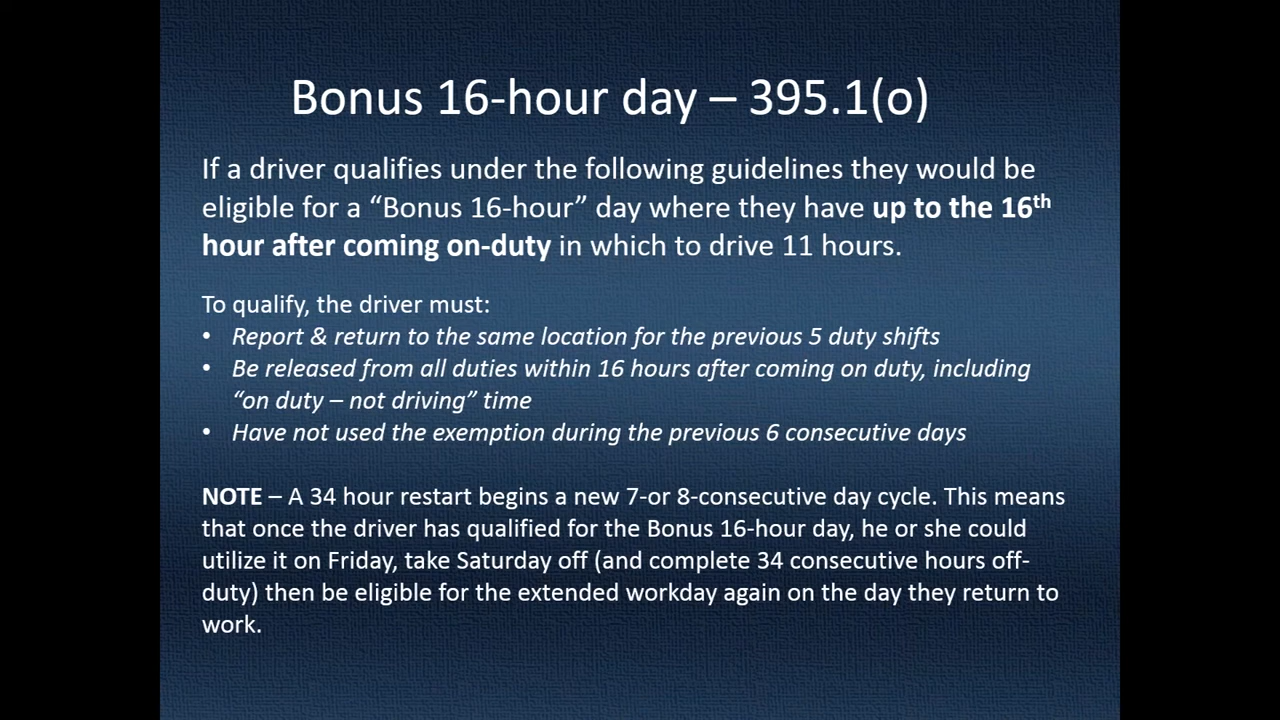 Bonus 16-hour day – 395.1(o)
If a driver qualifies under the following guidelines they would be
eligible for a “Bonus 16-hour” day where they have up to the 16th
hour after coming on-duty in which to drive 11 hours.
To qualify, the driver must:
• Report & return to the same location for the previous 5 duty shifts
• Be released from all duties within 16 hours after coming on duty, including
“on duty – not driving” time
• Have not used the exemption during the previous 6 consecutive days
NOTE – A 34 hour restart begins a new 7-or 8-consecutive day cycle. This means
that once the driver has qualified for the Bonus 16-hour day, he or she could
utilize it on Friday, take Saturday off (and complete 34 consecutive hours off-
duty) then be eligible for the extended workday again on the day they return to
work.